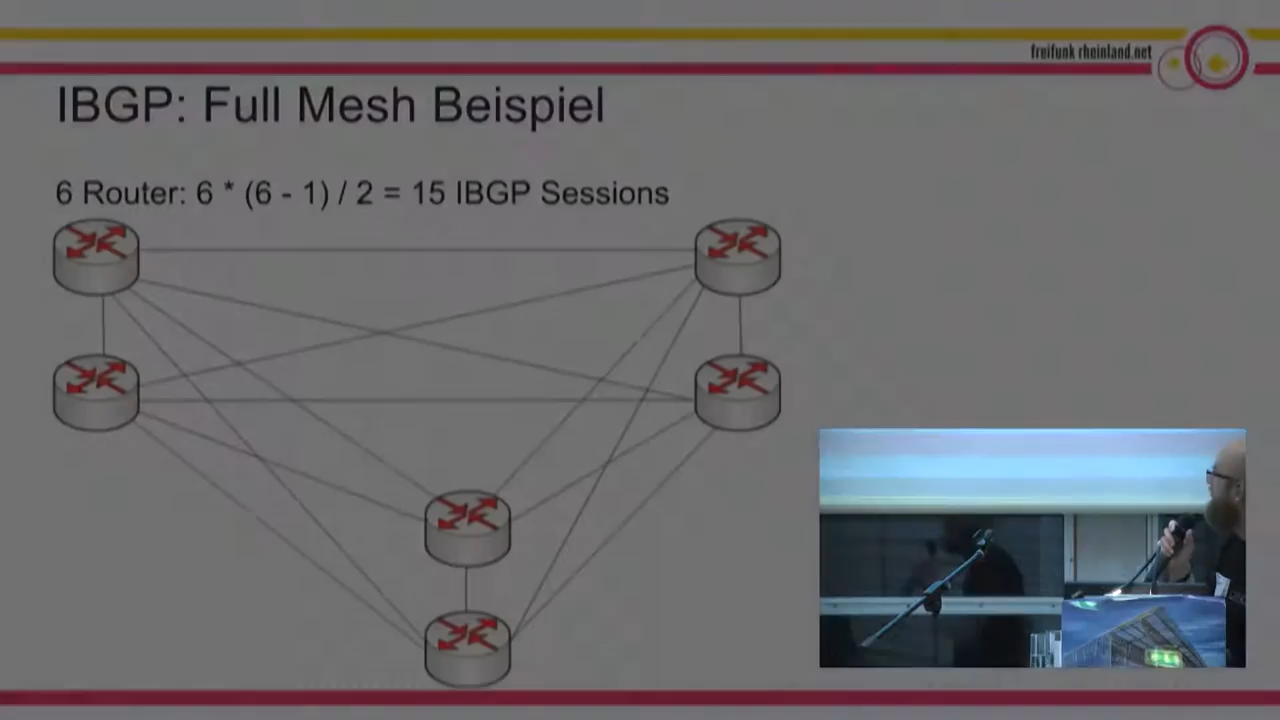 freifunk rheinland.net
IBGP: Full Mesh Beispiel
6 Router: 6 * (6 - 1) / 2 = 15 IBGP Sessions